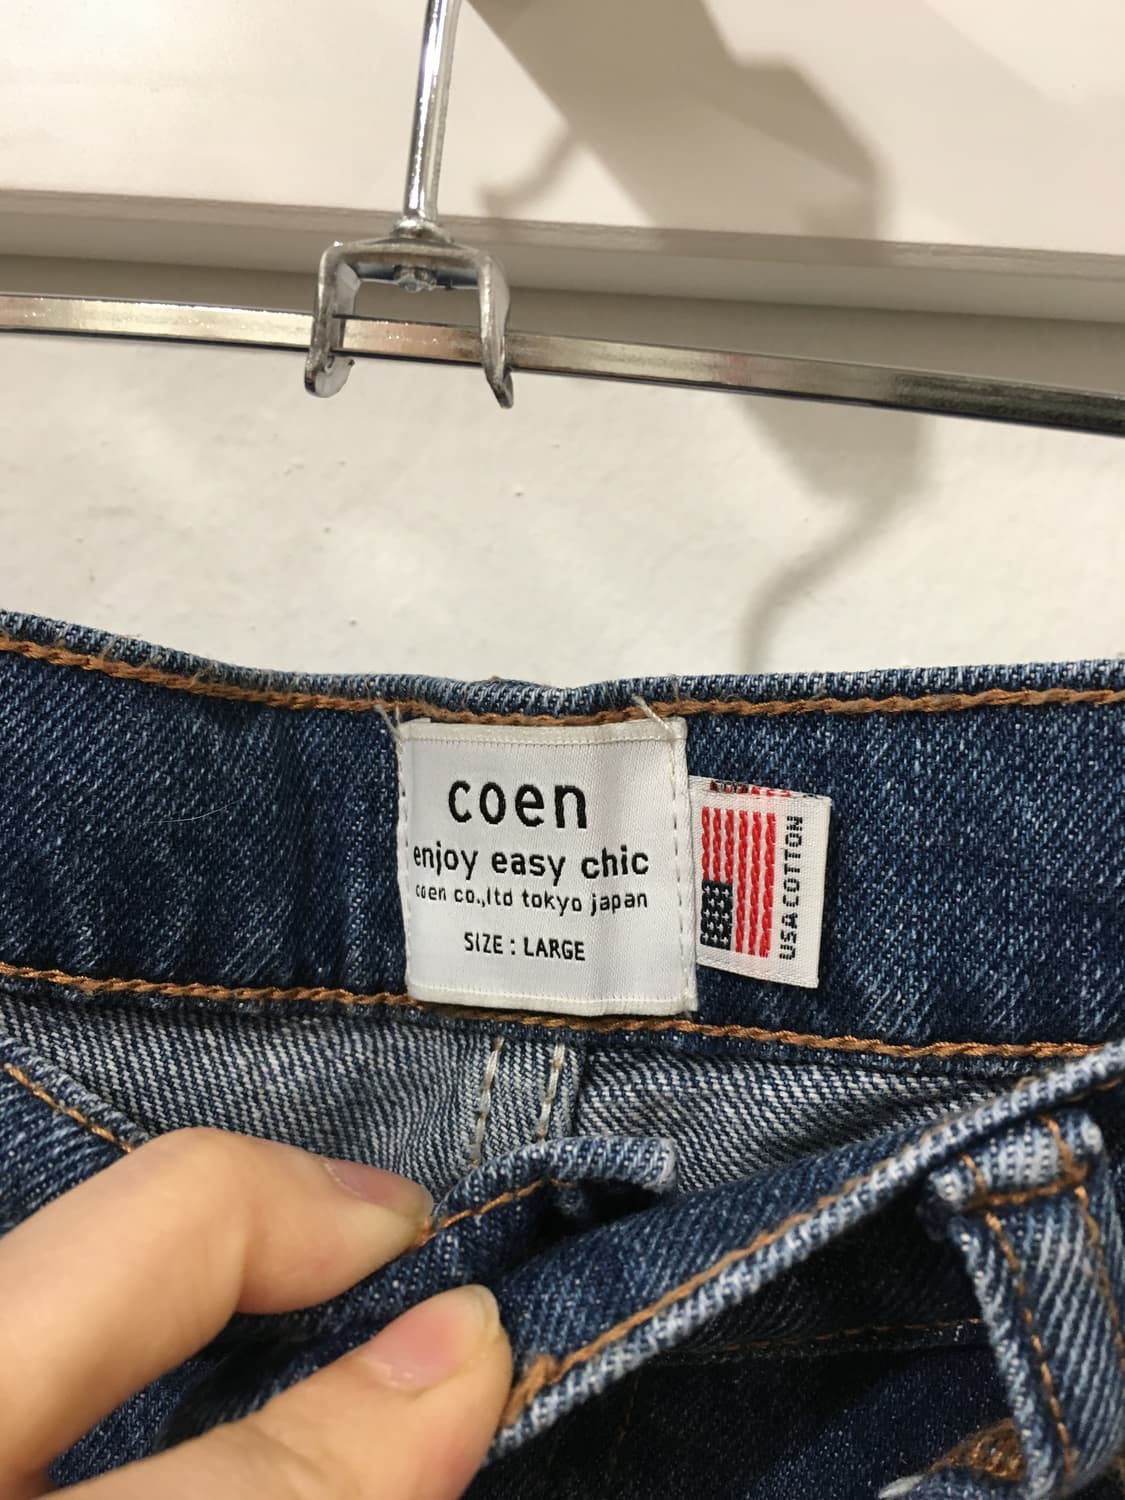 coen
enjoy easy chic
coen co.,ltd tokyo japan
SIZE : LARGE
USA COTTON